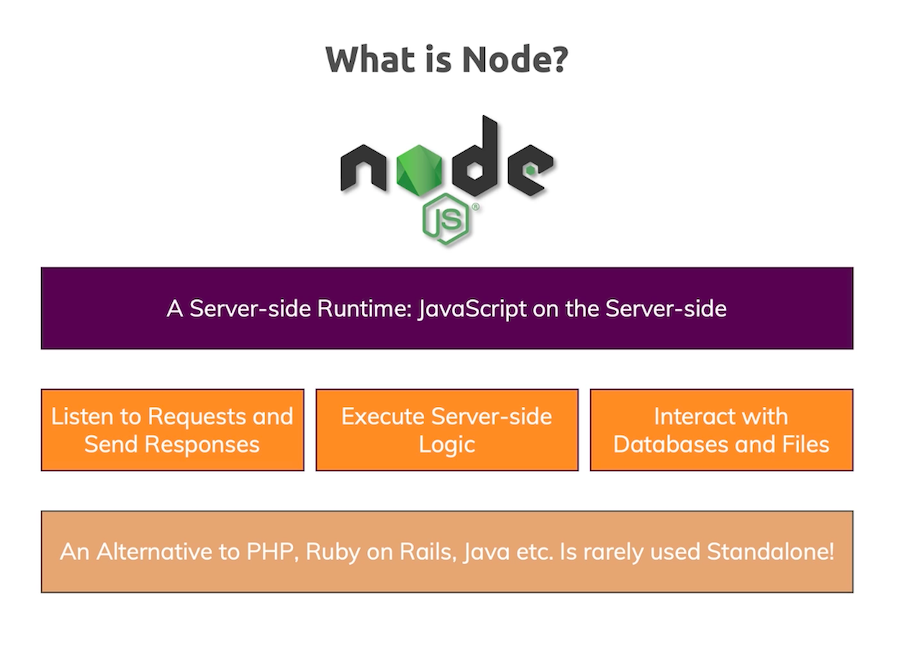 What is Node?
node
JS®
A Server-side Runtime: JavaScript on the Server-side
Listen to Requests and
Send Responses
Execute Server-side
Logic
Interact with
Databases and Files
An Alternative to PHP, Ruby on Rails, Java etc. Is rarely used Standalone!